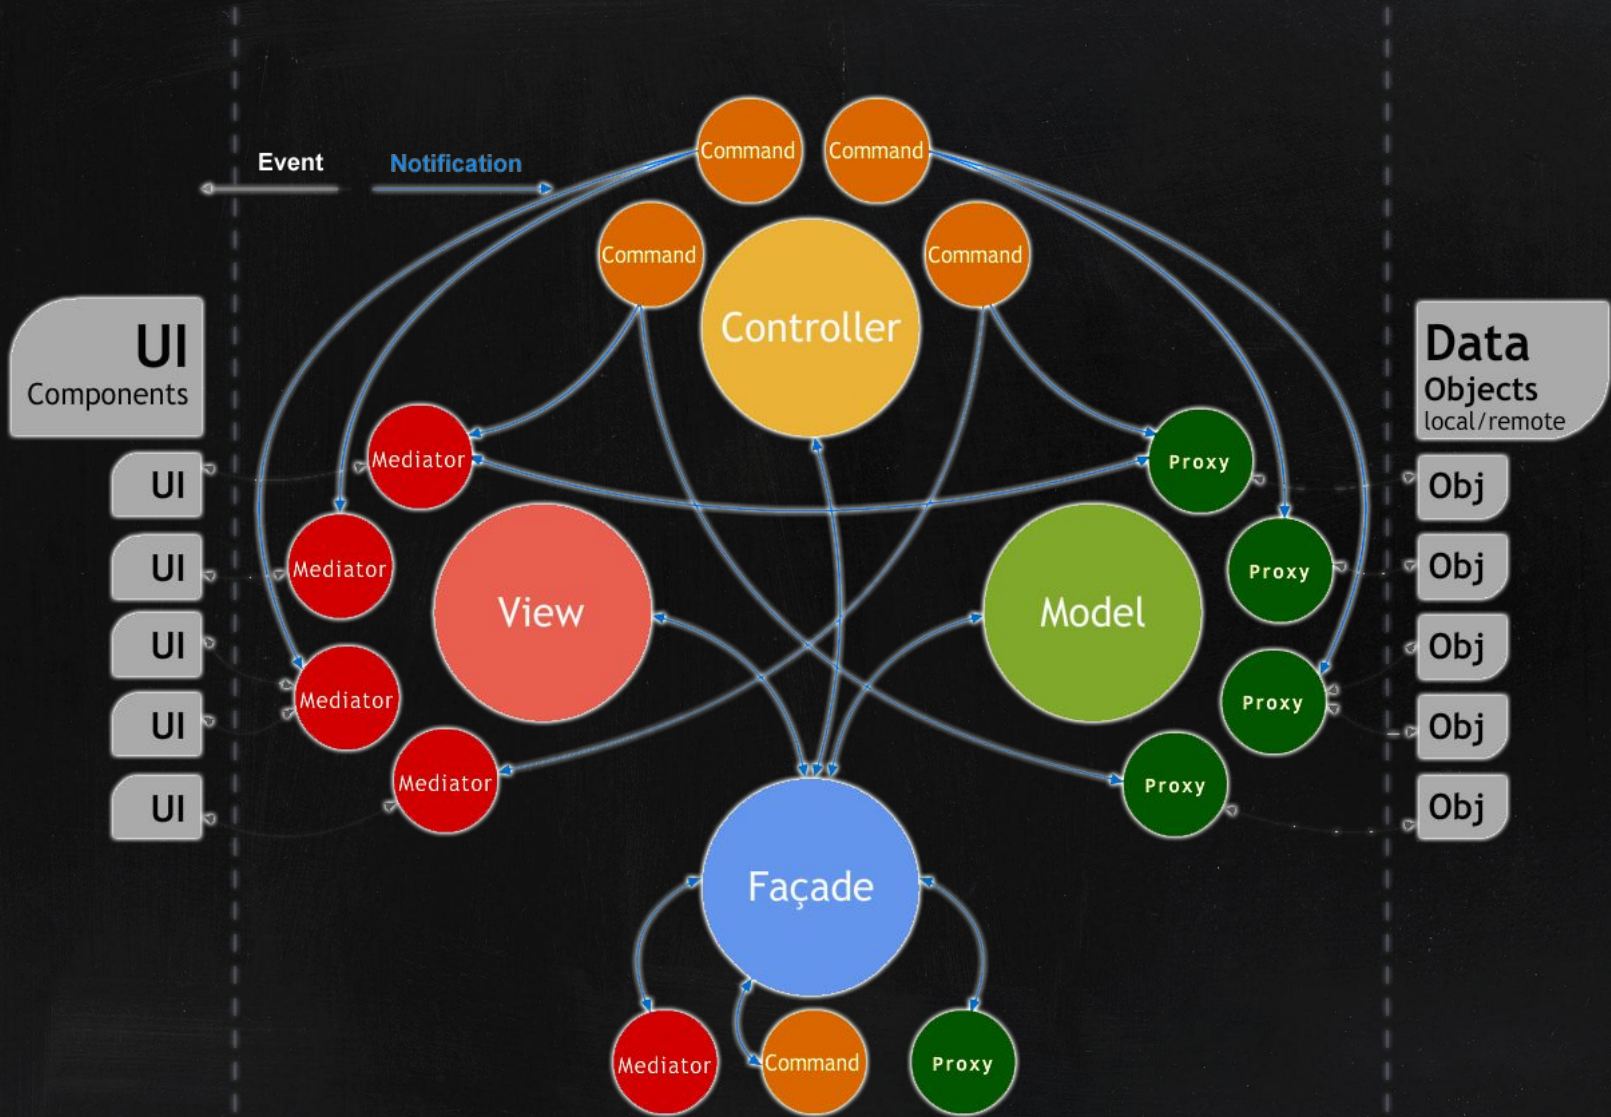 Event
Notification
Command
Command
Command
Command
Controller
UI
Components
Data
Objects
local/remote
Mediator
Proxy
UI
Obj
Mediator
Proxy
UI
Obj
View
Model
UI
Obj
Mediator
Proxy
UI
Obj
Mediator
Proxy
UI
Obj
Façade
Mediator
Command
Proxy